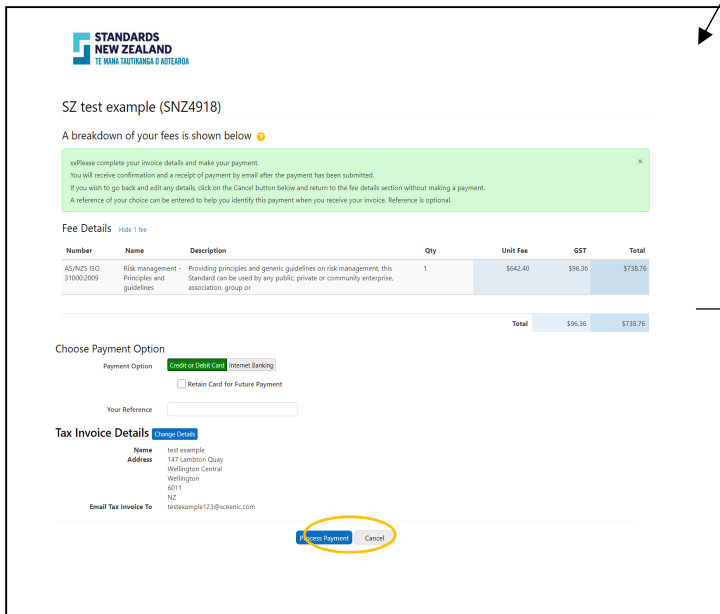 STANDARDS
NEW ZEALAND
TE MANA TAUTIKANGA O AOTEAROA
SZ test example (SNZ4918)
A breakdown of your fees is shown below ?
xxPlease complete your invoice details and make your payment. ×
You will receive confirmation and a receipt of payment by email after the payment has been submitted.
If you wish to go back and edit any details, click on the Cancel button below and return to the fee details section without making a payment.
A reference of your choice can be entered to help you identify this payment when you receive your invoice. Reference is optional.
Fee Details Hide 1 fee
Number Name Description Qty Unit Fee GST Total
AS/NZS ISO Risk management - Providing principles and generic guidelines on risk management, this 1 $642.40 $96.36 $738.76
31000:2009 Principles and Standard can be used by any public, private or community enterprise,
guidelines association, group or
Total $96.36 $738.76
Choose Payment Option
Payment Option Credit or Debit Card Internet Banking
Retain Card for Future Payment
Your Reference
Tax Invoice Details Change Details
Name test example
Address 147 Lambton Quay
Wellington Central
Wellington
6011
NZ
Email Tax Invoice To testexample123@sceenic.com
Process Payment Cancel